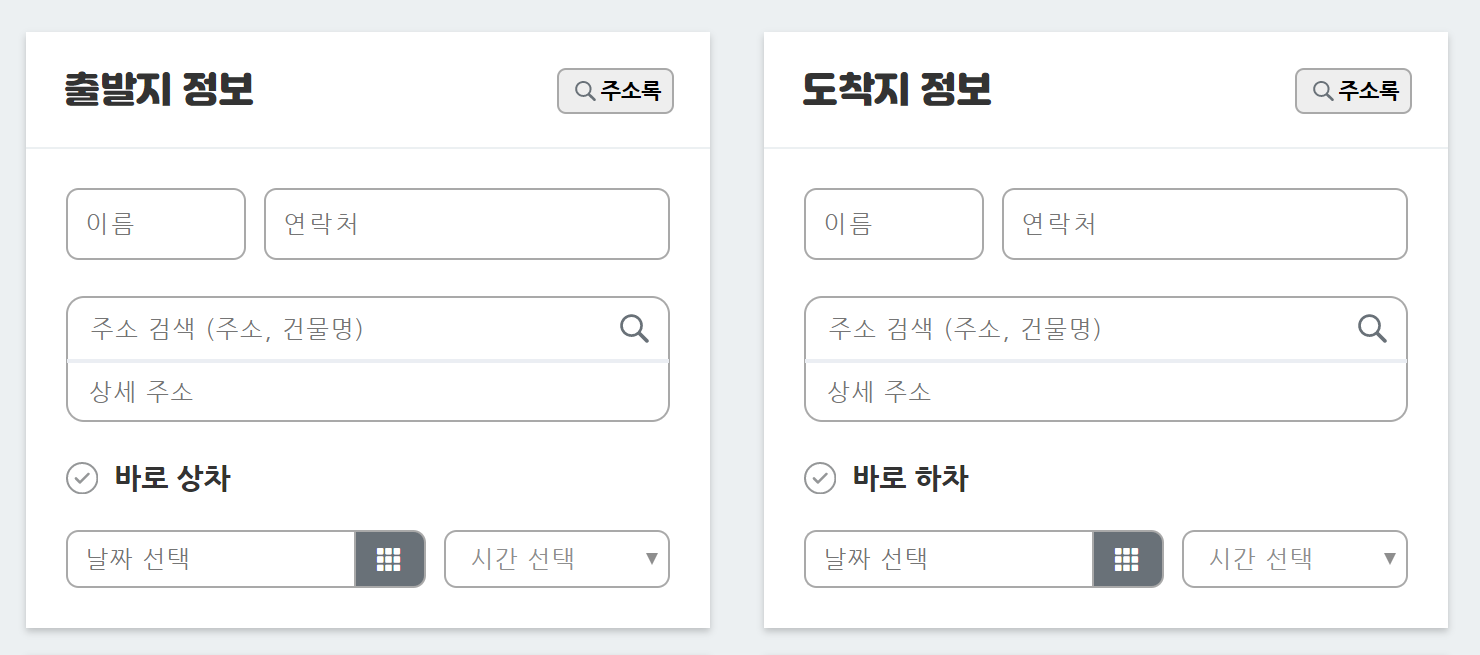 출발지 정보
주소록
이름
연락처
주소 검색 (주소, 건물명)
상세 주소
바로 상차
날짜 선택
시간 선택
도착지 정보
주소록
이름
연락처
주소 검색 (주소, 건물명)
상세 주소
바로 하차
날짜 선택
시간 선택